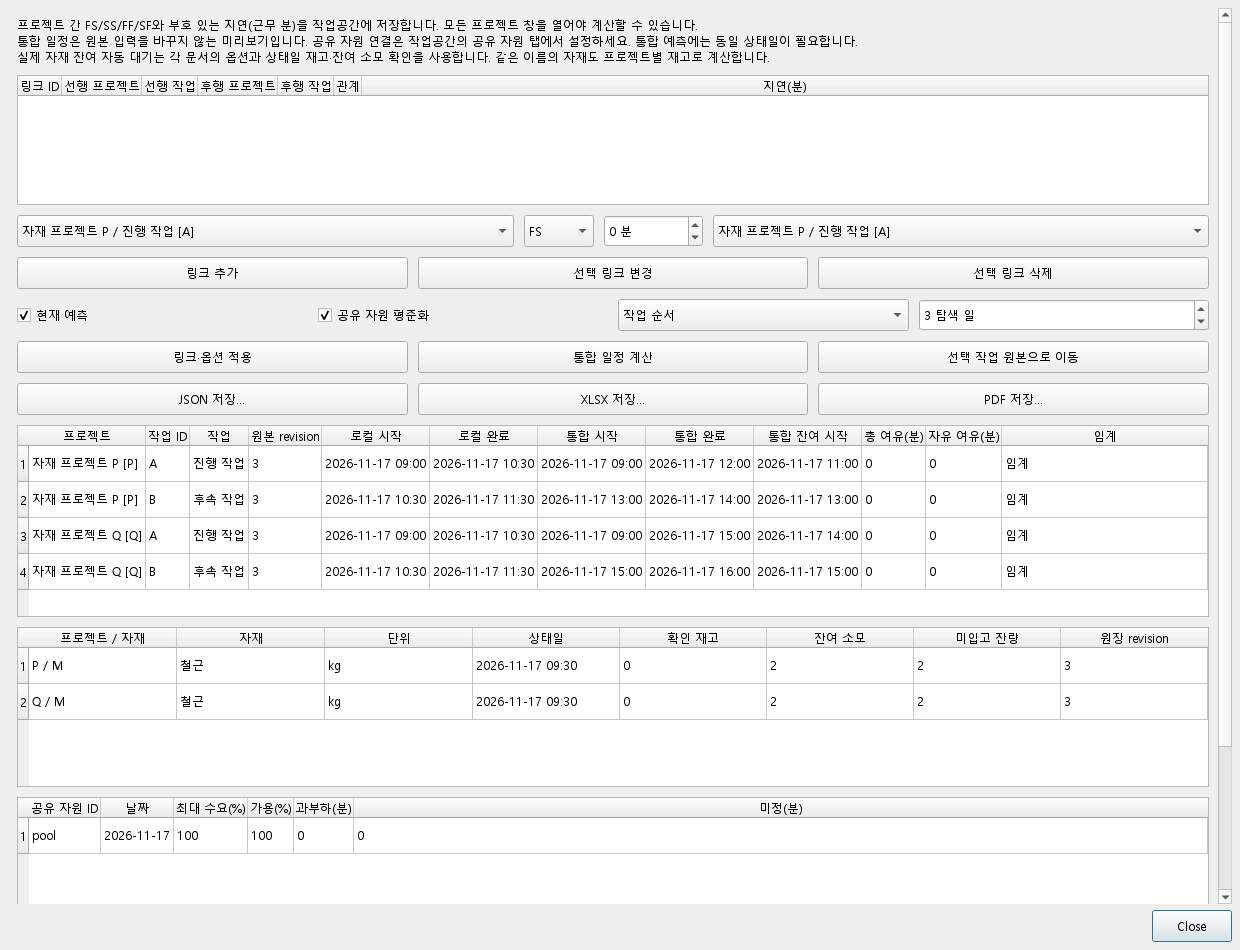 프로젝트 간 FS/SS/FF/SF와 부호 있는 지연(근무 분)을 작업공간에 저장합니다. 모든 프로젝트 창을 열어야 계산할 수 있습니다.
통합 일정은 원본 입력을 바꾸지 않는 미리보기입니다. 공유 자원 연결은 작업공간의 공유 자원 탭에서 설정하세요. 통합 예측에는 동일 상태일이 필요합니다.
실제 자재 잔여 자동 대기는 각 문서의 옵션과 상태일 재고·잔여 소모 확인을 사용합니다. 같은 이름의 자재도 프로젝트별 재고로 계산합니다.
링크 ID 선행 프로젝트 선행 작업 후행 프로젝트 후행 작업 관계 지연(분)
자재 프로젝트 P / 진행 작업 [A] FS 0 분 자재 프로젝트 P / 진행 작업 [A]
링크 추가 선택 링크 변경 선택 링크 삭제
현재 예측 공유 자원 평준화 작업 순서 3 탐색 일
링크·옵션 적용 통합 일정 계산 선택 작업 원본으로 이동
JSON 저장... XLSX 저장... PDF 저장...
프로젝트 작업 ID 작업 원본 revision 로컬 시작 로컬 완료 통합 시작 통합 완료 통합 잔여 시작 총 여유(분) 자유 여유(분) 임계
1 자재 프로젝트 P [P] A 진행 작업 3 2026-11-17 09:00 2026-11-17 10:30 2026-11-17 09:00 2026-11-17 12:00 2026-11-17 11:00 0 0 임계
2 자재 프로젝트 P [P] B 후속 작업 3 2026-11-17 10:30 2026-11-17 11:30 2026-11-17 13:00 2026-11-17 14:00 2026-11-17 13:00 0 0 임계
3 자재 프로젝트 Q [Q] A 진행 작업 3 2026-11-17 09:00 2026-11-17 10:30 2026-11-17 09:00 2026-11-17 15:00 2026-11-17 14:00 0 0 임계
4 자재 프로젝트 Q [Q] B 후속 작업 3 2026-11-17 10:30 2026-11-17 11:30 2026-11-17 15:00 2026-11-17 16:00 2026-11-17 15:00 0 0 임계
프로젝트 / 자재 자재 단위 상태일 확인 재고 잔여 소모 미입고 잔량 원장 revision
1 P / M 철근 kg 2026-11-17 09:30 0 2 2 3
2 Q / M 철근 kg 2026-11-17 09:30 0 2 2 3
공유 자원 ID 날짜 최대 수요(%) 가용(%) 과부하(분) 미정(분)
1 pool 2026-11-17 100 100 0 0
Close